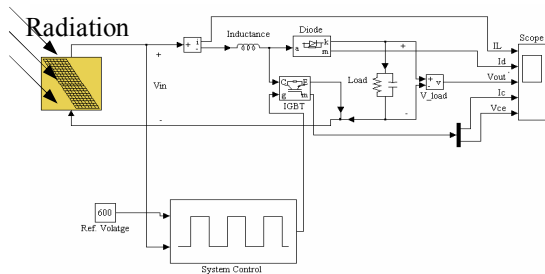 Radiation
Inductance
Diode
Scope
+ i
-
a k
m
IL
Id
Vout
Ic
Vce
+
Vin
-
C E
g m
IGBT
Load
+
-
+ v
-
V_load
600
Ref. Volatge
System Control